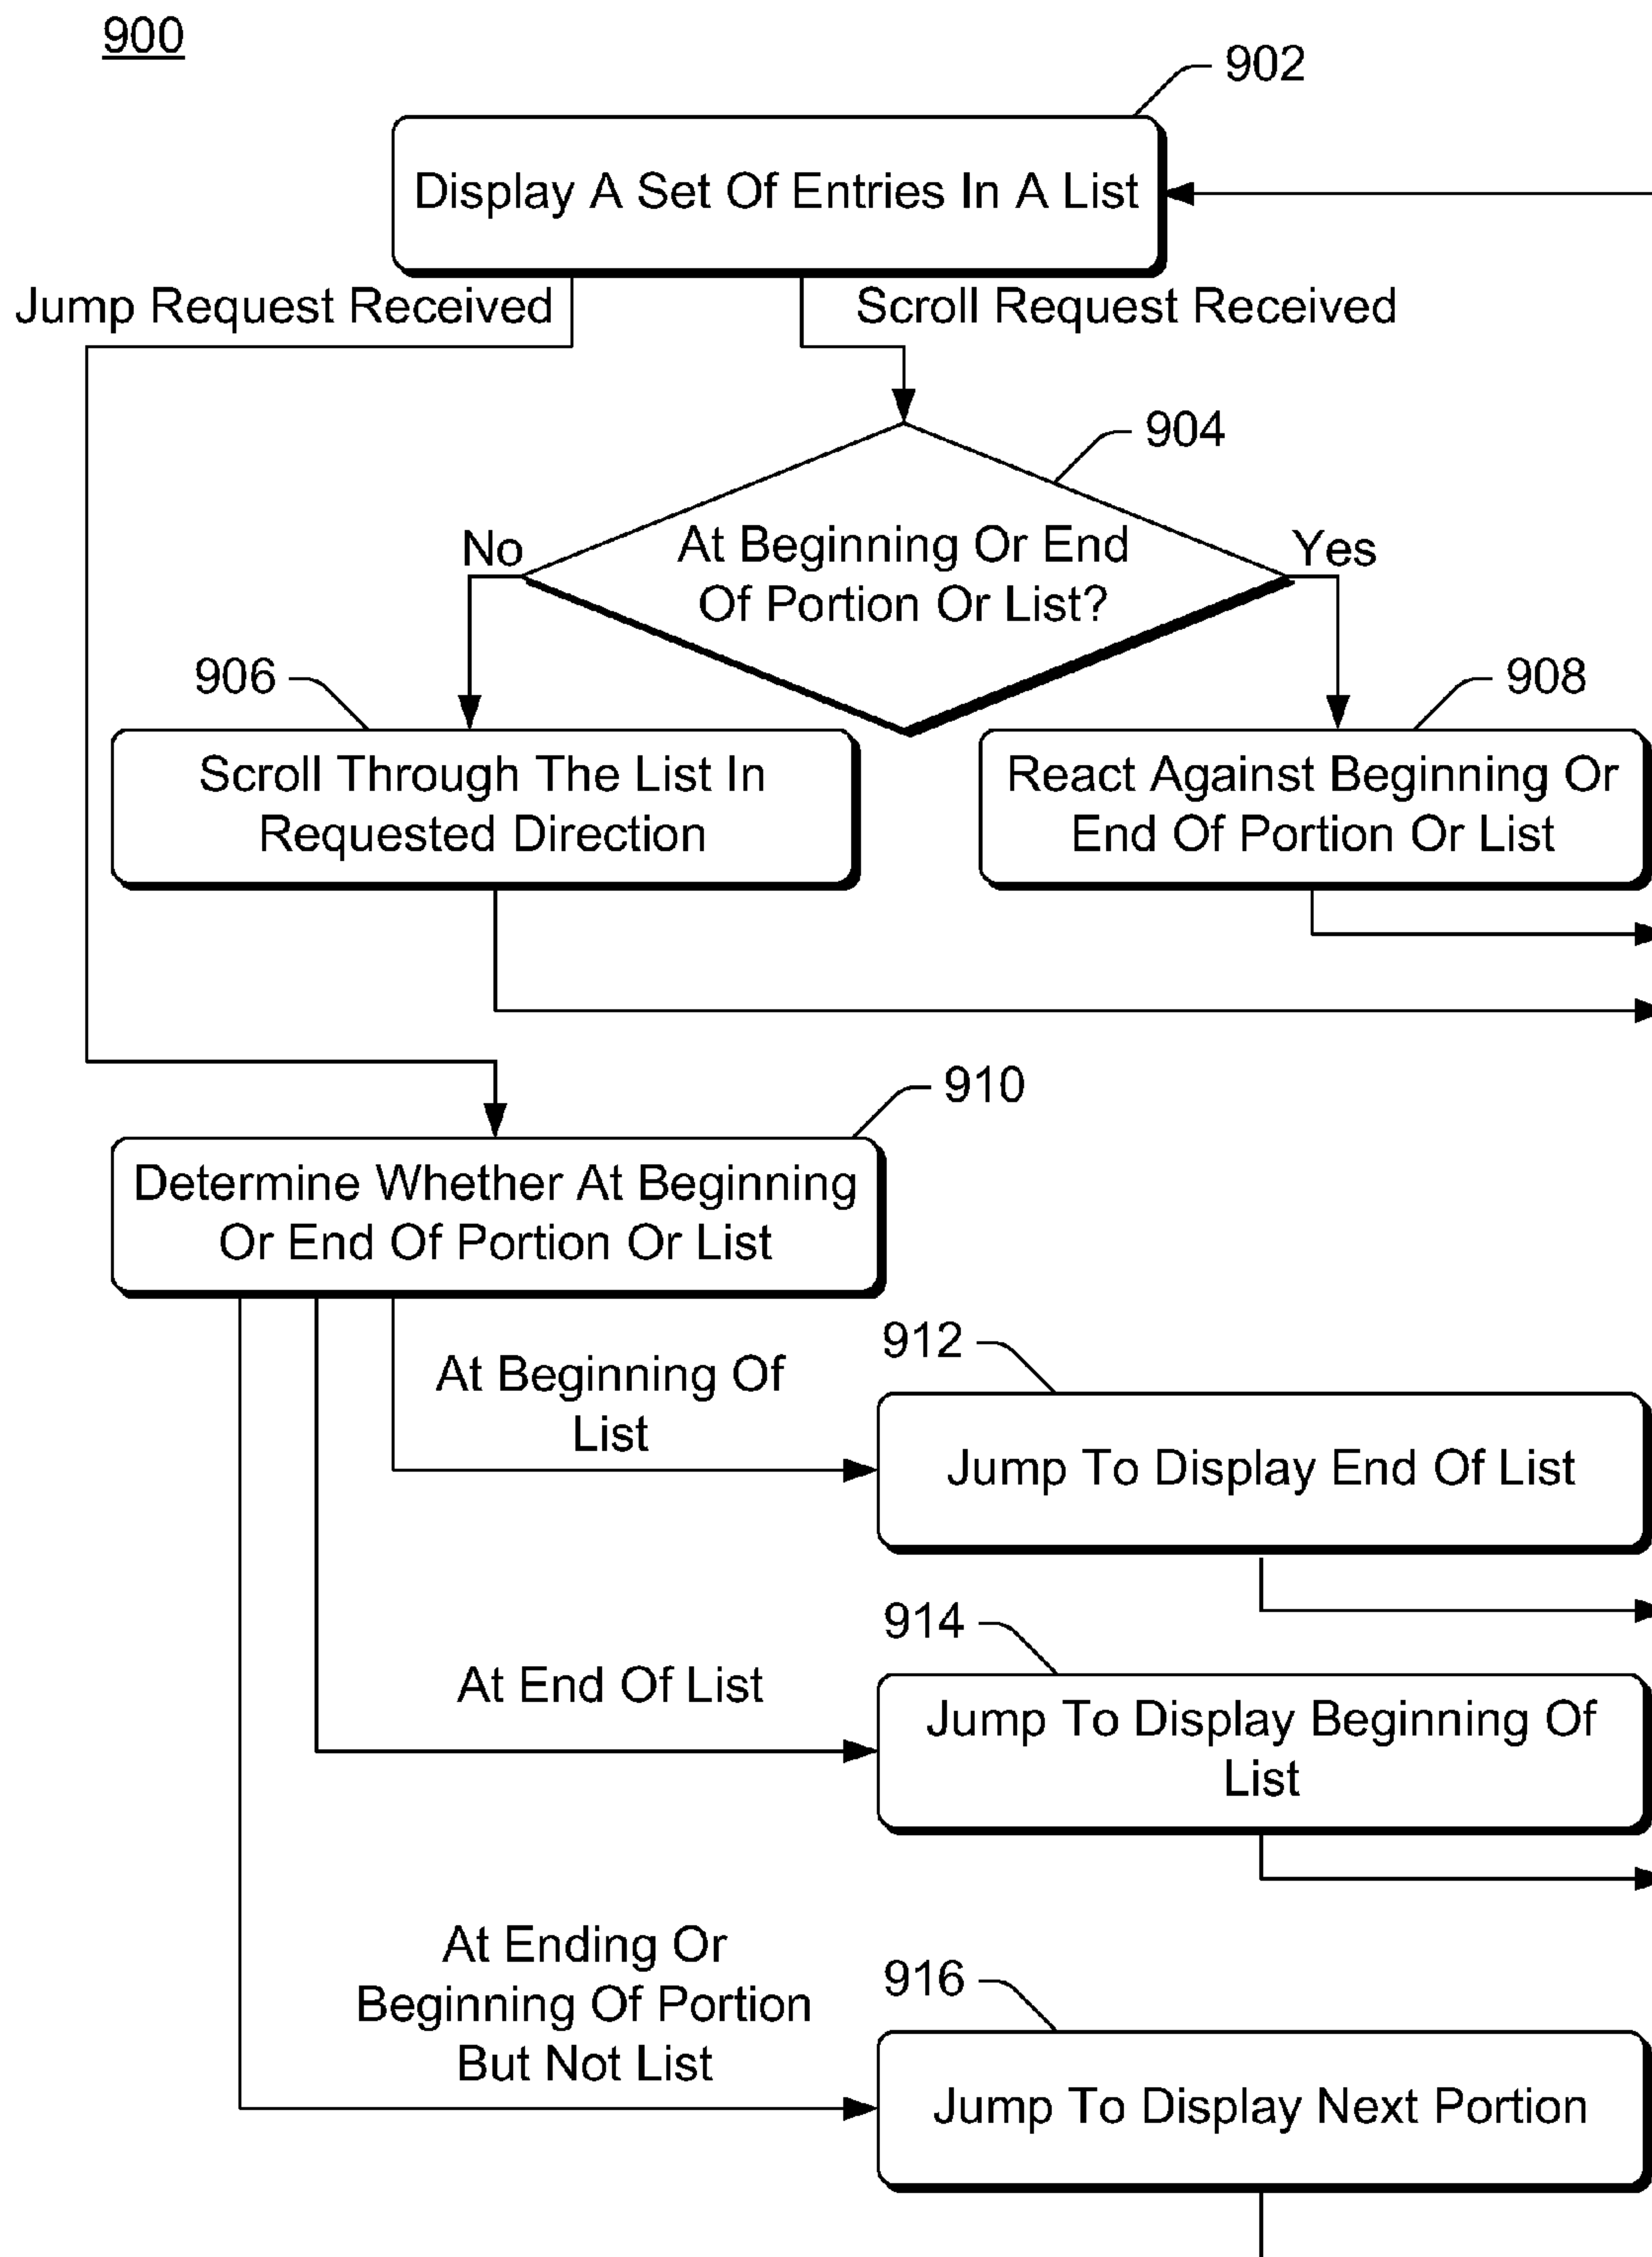 900
902
Display A Set Of Entries In A List
Jump Request Received
Scroll Request Received
904
At Beginning Or End
Of Portion Or List?
No
Yes
906
908
Scroll Through The List In
Requested Direction
React Against Beginning Or
End Of Portion Or List
910
Determine Whether At Beginning
Or End Of Portion Or List
912
At Beginning Of
List
Jump To Display End Of List
914
At End Of List
Jump To Display Beginning Of
List
At Ending Or
Beginning Of Portion
But Not List
916
Jump To Display Next Portion